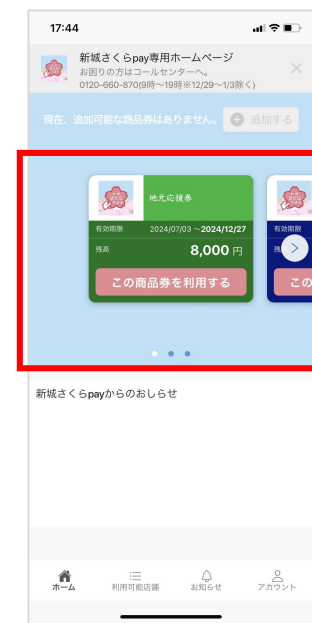 17:44
新城さくらpay専用ホームページ
お困りの方はコールセンターへ。
0120-660-870(9時〜19時※12/29〜1/3除く)
現在、追加可能な商品券はありません。 追加する
地元応援券
有効期限 2024/07/03 〜2024/12/27 有効期限
残高 8,000 円
この商品券を利用する この
新城さくらpayからのおしらせ
ホーム 利用可能店舗 お知らせ アカウント